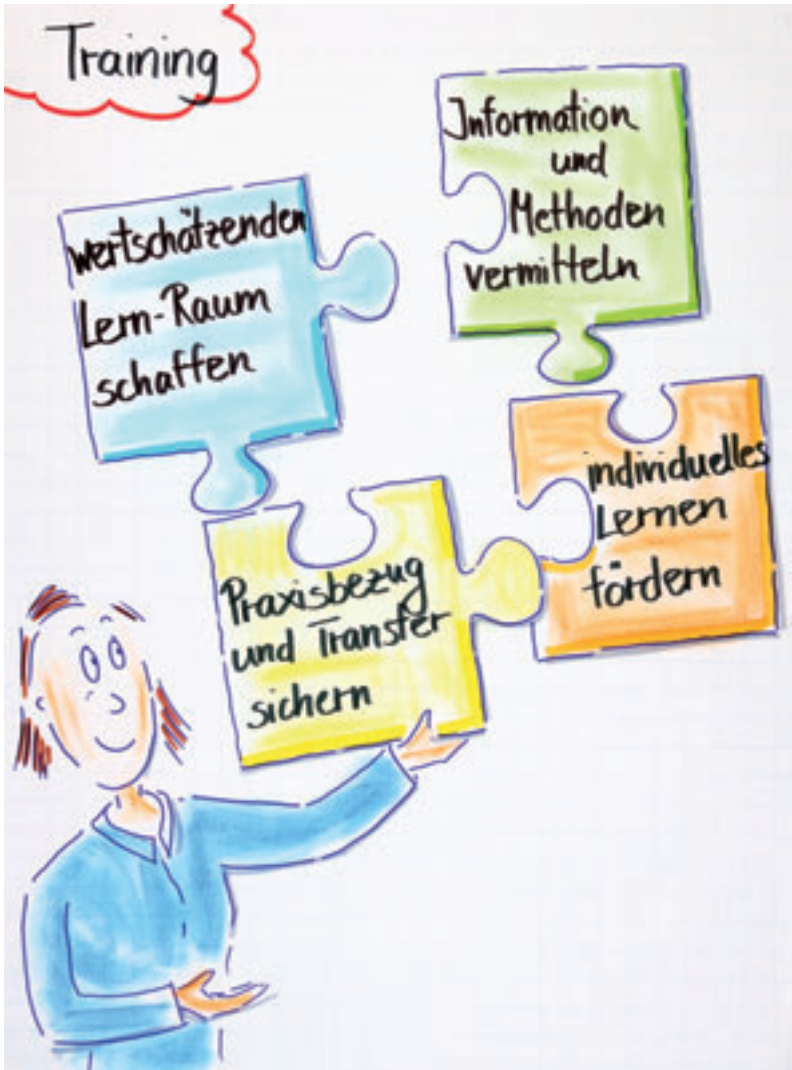 Training
wertschätzenden
Lern-Raum
schaffen
Information
und
Methoden
vermitteln
Praxisbezug
und Transfer
sichern
individuelles
Lernen
fördern